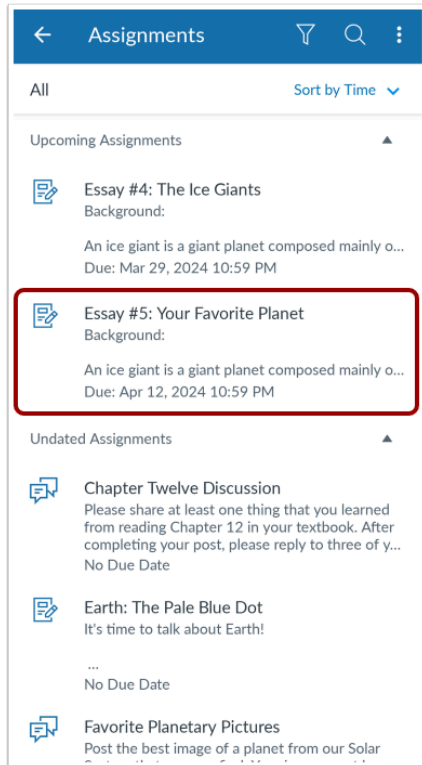 Assignments
All
Sort by Time
Upcoming Assignments
Essay #4: The Ice Giants
Background:
An ice giant is a giant planet composed mainly o...
Due: Mar 29, 2024 10:59 PM
Essay #5: Your Favorite Planet
Background:
An ice giant is a giant planet composed mainly o...
Due: Apr 12, 2024 10:59 PM
Undated Assignments
Chapter Twelve Discussion
Please share at least one thing that you learned
from reading Chapter 12 in your textbook. After
completing your post, please reply to three of y...
No Due Date
Earth: The Pale Blue Dot
It's time to talk about Earth!
...
No Due Date
Favorite Planetary Pictures
Post the best image of a planet from our Solar